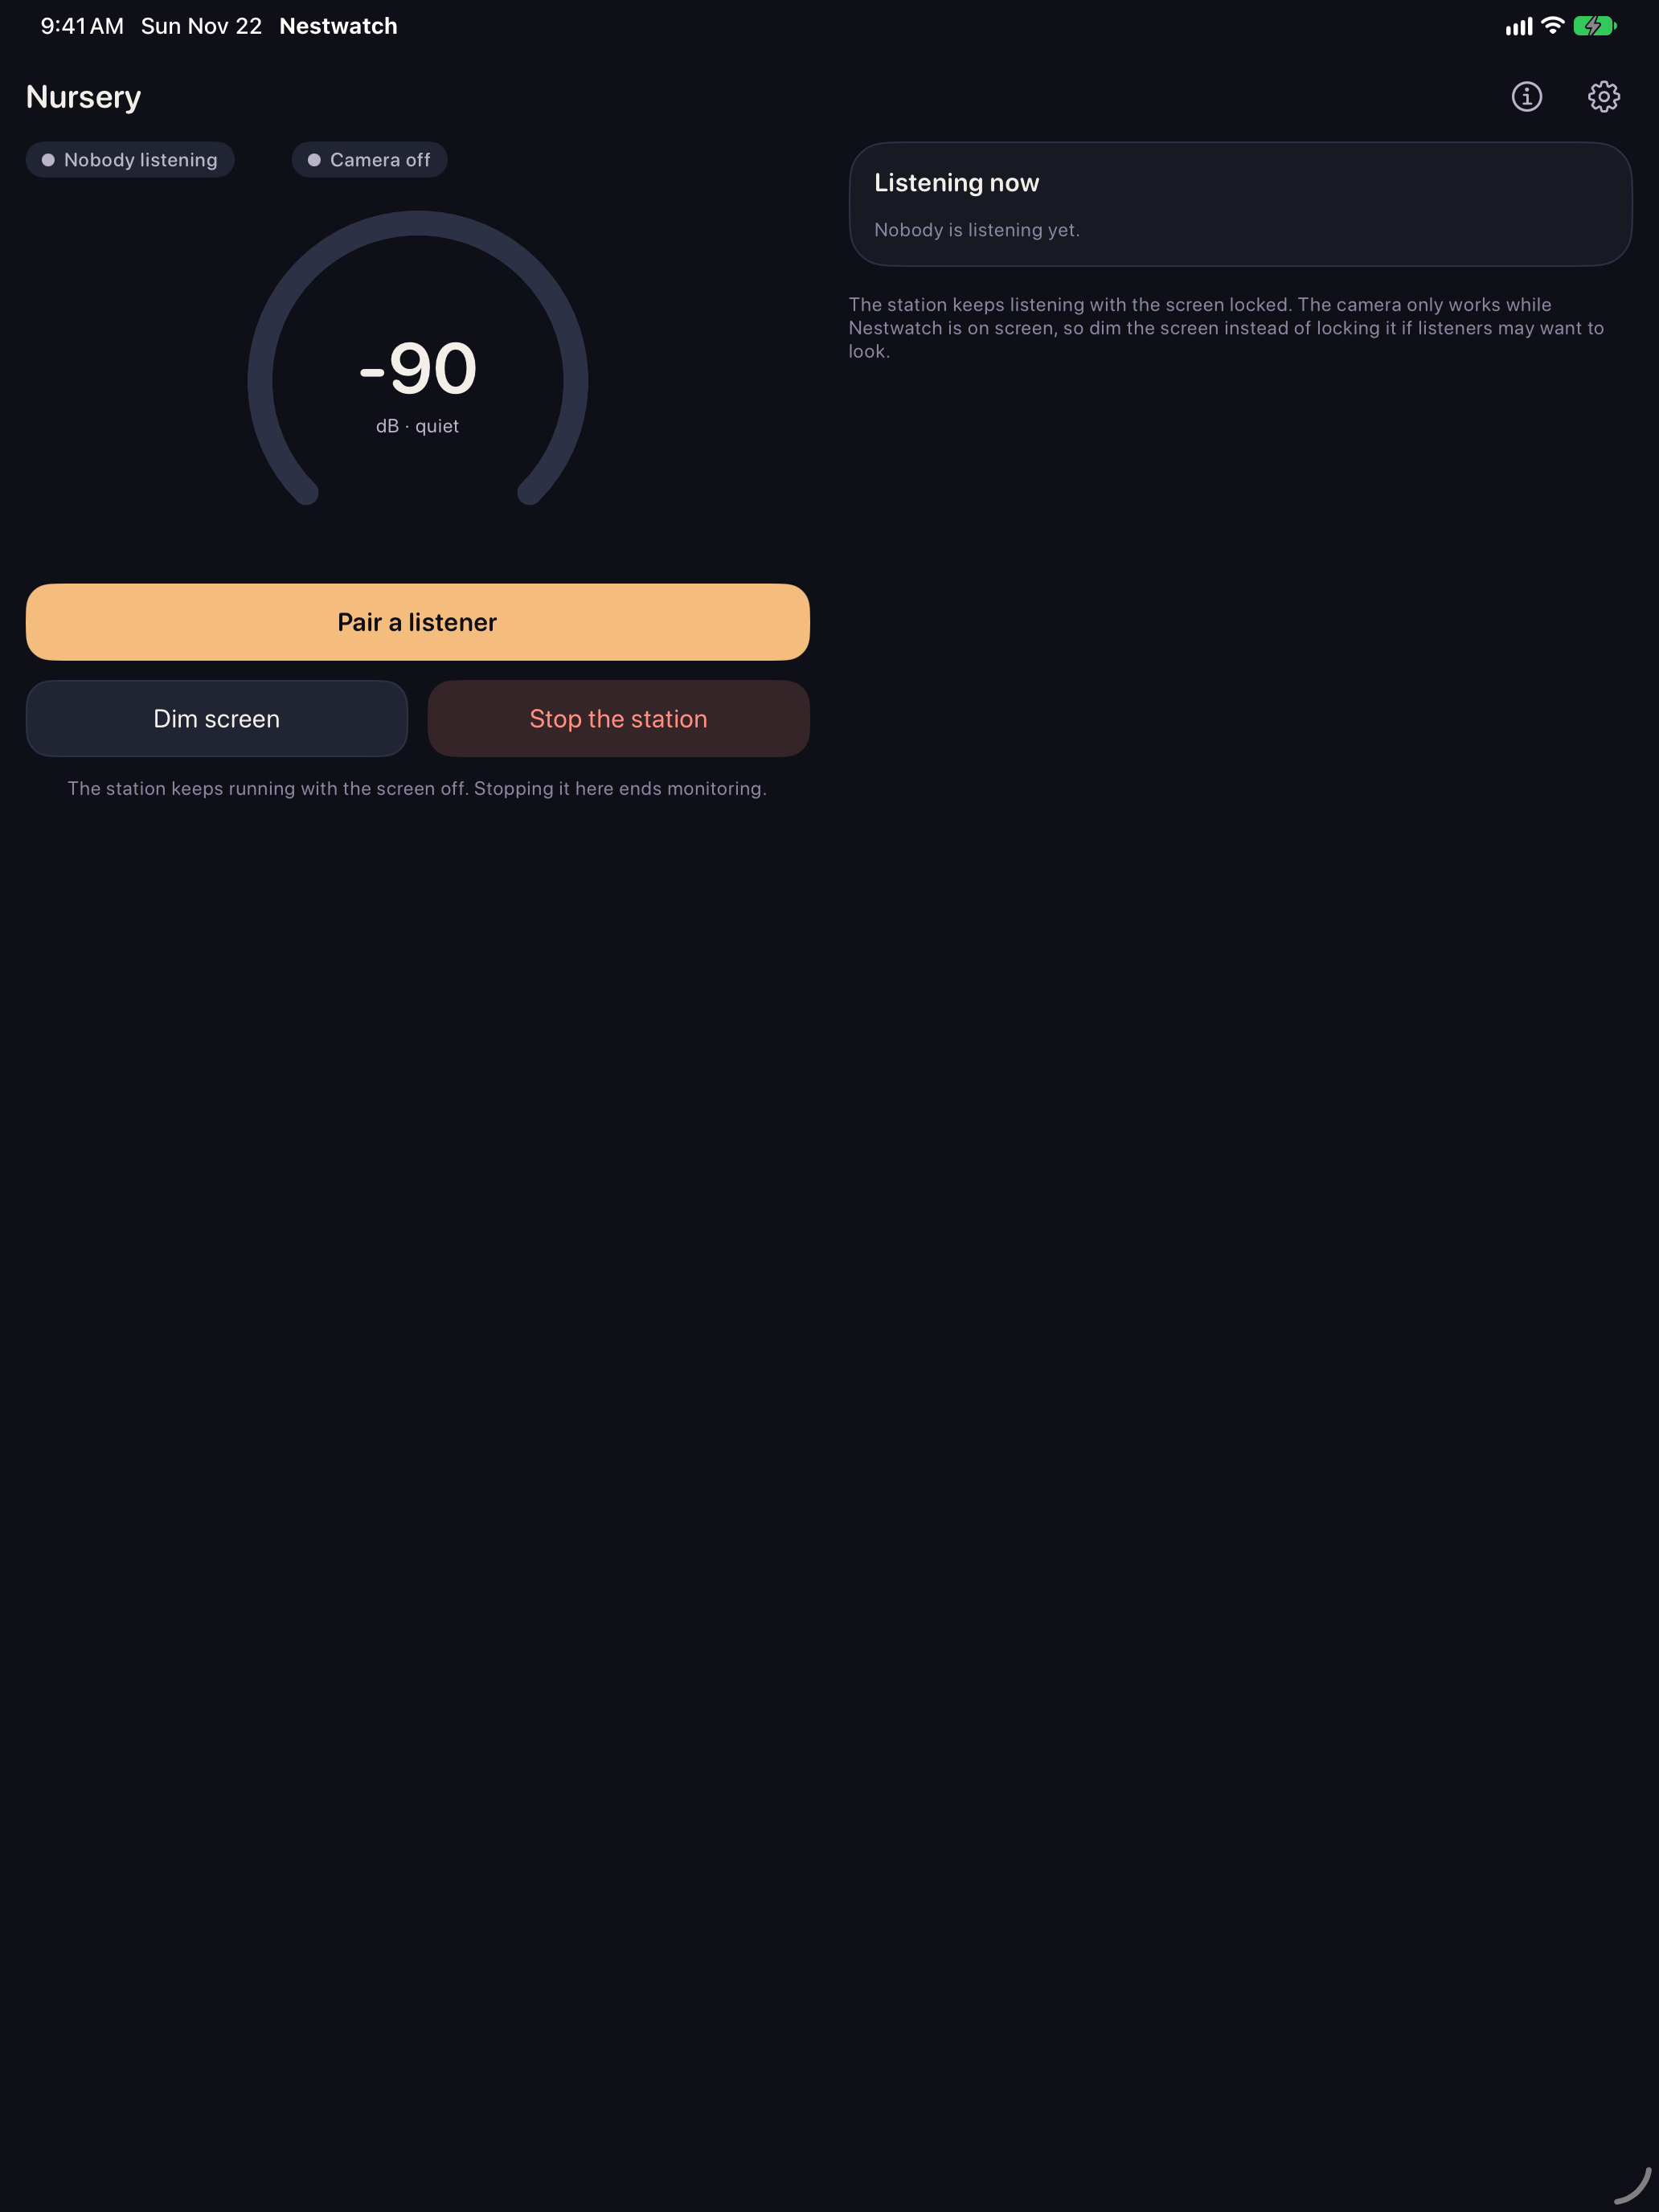 9:41 AM Sun Nov 22 Nestwatch
Nursery
Nobody listening
Camera off
-90
dB · quiet
Pair a listener
Dim screen
Stop the station
The station keeps running with the screen off. Stopping it here ends monitoring.
Listening now
Nobody is listening yet.
The station keeps listening with the screen locked. The camera only works while
Nestwatch is on screen, so dim the screen instead of locking it if listeners may want to
look.